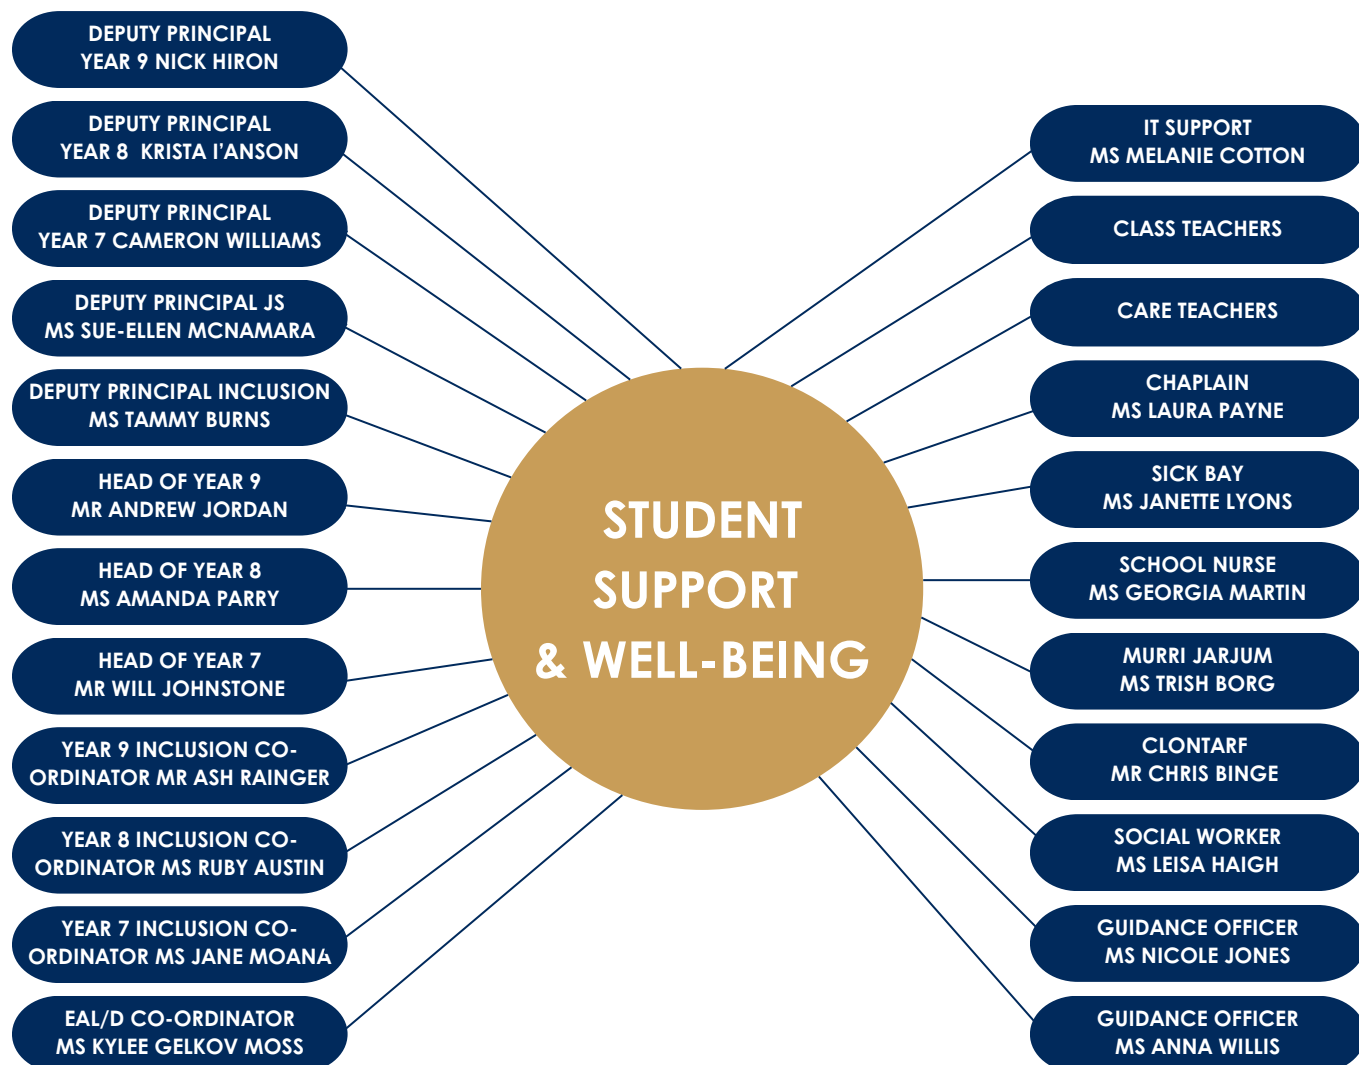 DEPUTY PRINCIPAL
YEAR 9 NICK HIRON
DEPUTY PRINCIPAL
YEAR 8 KRISTA I'ANSON
DEPUTY PRINCIPAL
YEAR 7 CAMERON WILLIAMS
DEPUTY PRINCIPAL JS
MS SUE-ELLEN MCNAMARA
DEPUTY PRINCIPAL INCLUSION
MS TAMMY BURNS
HEAD OF YEAR 9
MR ANDREW JORDAN
HEAD OF YEAR 8
MS AMANDA PARRY
HEAD OF YEAR 7
MR WILL JOHNSTONE
YEAR 9 INCLUSION CO-
ORDINATOR MR ASH RAINGER
YEAR 8 INCLUSION CO-
ORDINATOR MS RUBY AUSTIN
YEAR 7 INCLUSION CO-
ORDINATOR MS JANE MOANA
EAL/D CO-ORDINATOR
MS KYLEE GELKOV MOSS
STUDENT
SUPPORT
& WELL-BEING
IT SUPPORT
MS MELANIE COTTON
CLASS TEACHERS
CARE TEACHERS
CHAPLAIN
MS LAURA PAYNE
SICK BAY
MS JANETTE LYONS
SCHOOL NURSE
MS GEORGIA MARTIN
MURRI JARJUM
MS TRISH BORG
CLONTARF
MR CHRIS BINGE
SOCIAL WORKER
MS LEISA HAIGH
GUIDANCE OFFICER
MS NICOLE JONES
GUIDANCE OFFICER
MS ANNA WILLIS